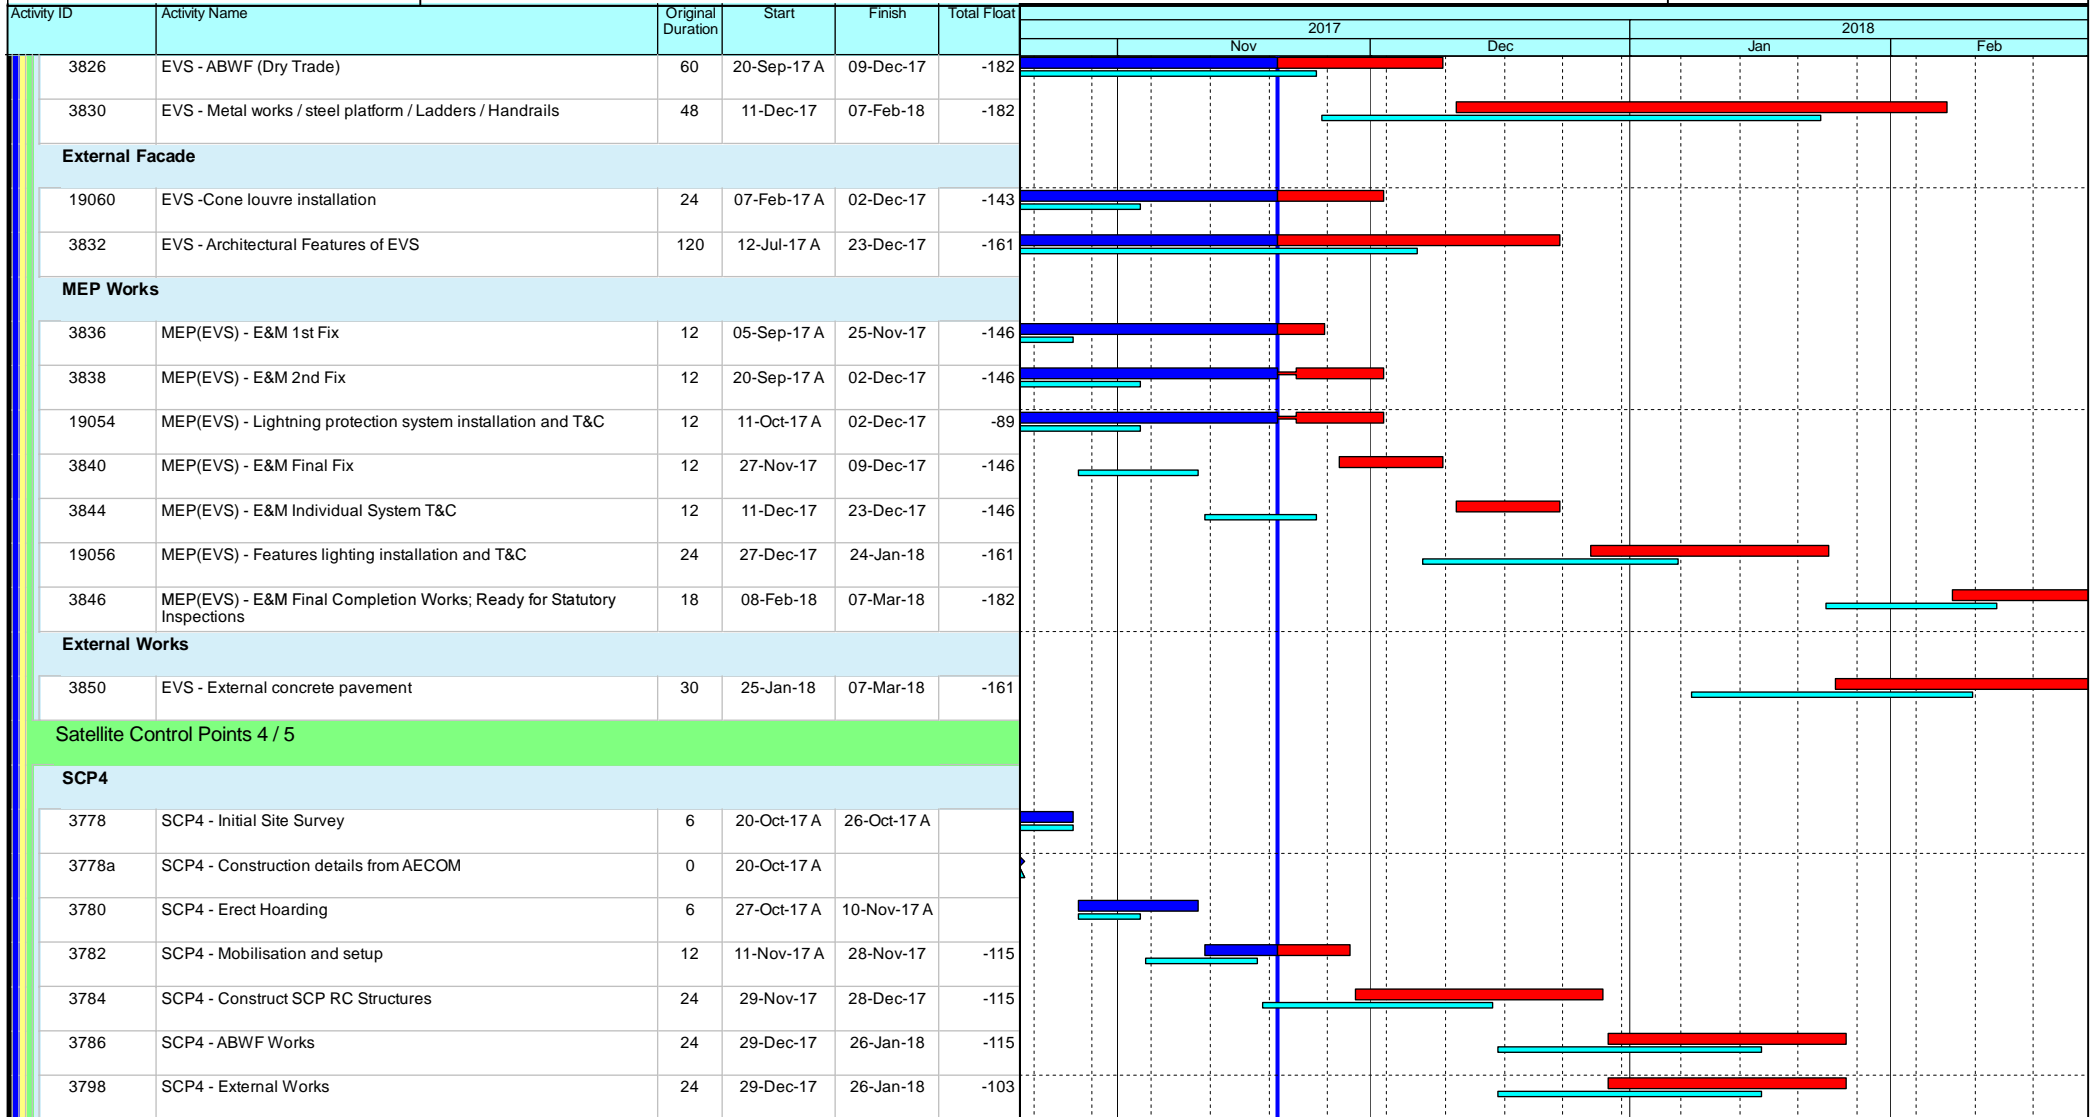 Activity ID Activity Name Original Duration Start Finish Total Float
2017 2018
Nov Dec Jan Feb
3826 EVS - ABWF (Dry Trade) 60 20-Sep-17 A 09-Dec-17 -182
3830 EVS - Metal works / steel platform / Ladders / Handrails 48 11-Dec-17 07-Feb-18 -182
External Facade
19060 EVS -Cone louvre installation 24 07-Feb-17 A 02-Dec-17 -143
3832 EVS - Architectural Features of EVS 120 12-Jul-17 A 23-Dec-17 -161
MEP Works
3836 MEP(EVS) - E&M 1st Fix 12 05-Sep-17 A 25-Nov-17 -146
3838 MEP(EVS) - E&M 2nd Fix 12 20-Sep-17 A 02-Dec-17 -146
19054 MEP(EVS) - Lightning protection system installation and T&C 12 11-Oct-17 A 02-Dec-17 -89
3840 MEP(EVS) - E&M Final Fix 12 27-Nov-17 09-Dec-17 -146
3844 MEP(EVS) - E&M Individual System T&C 12 11-Dec-17 23-Dec-17 -146
19056 MEP(EVS) - Features lighting installation and T&C 24 27-Dec-17 24-Jan-18 -161
3846 MEP(EVS) - E&M Final Completion Works; Ready for Statutory 18 08-Feb-18 07-Mar-18 -182
Inspections
External Works
3850 EVS - External concrete pavement 30 25-Jan-18 07-Mar-18 -161
Satellite Control Points 4 / 5
SCP4
3778 SCP4 - Initial Site Survey 6 20-Oct-17 A 26-Oct-17 A
3778a SCP4 - Construction details from AECOM 0 20-Oct-17 A
3780 SCP4 - Erect Hoarding 6 27-Oct-17 A 10-Nov-17 A
3782 SCP4 - Mobilisation and setup 12 11-Nov-17 A 28-Nov-17 -115
3784 SCP4 - Construct SCP RC Structures 24 29-Nov-17 28-Dec-17 -115
3786 SCP4 - ABWF Works 24 29-Dec-17 26-Jan-18 -115
3798 SCP4 - External Works 24 29-Dec-17 26-Jan-18 -103